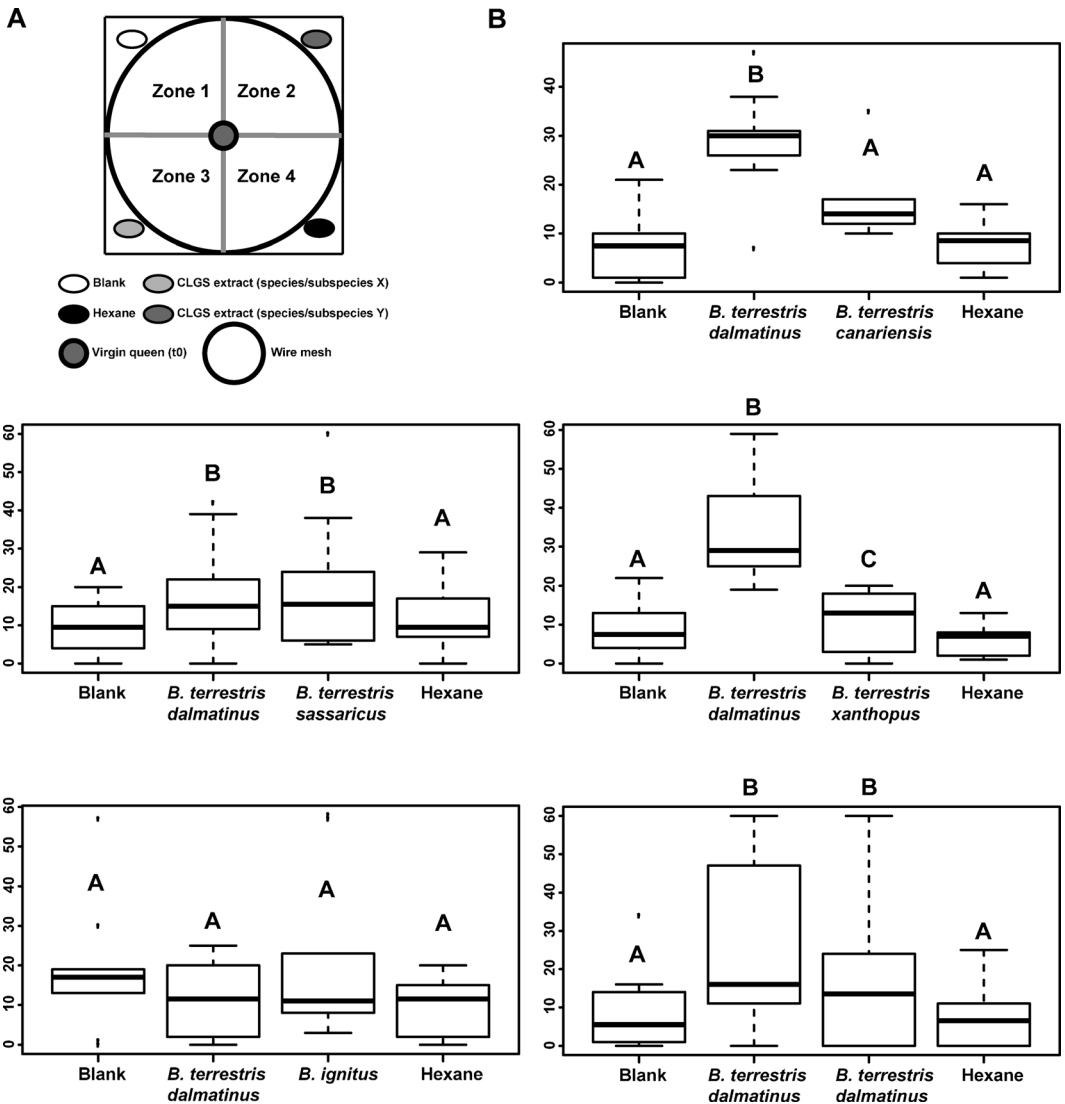 A
B
Zone 1 Zone 2
Zone 3 Zone 4
Blank CLGS extract (species/subspecies X)
Hexane CLGS extract (species/subspecies Y)
Virgin queen (t0) Wire mesh
40
30
20
10
0
A B A A
Blank B. terrestris B. terrestris Hexane
dalmatinus canariensis
60
50
40
30
20
10
0
A B B A
Blank B. terrestris B. terrestris Hexane
dalmatinus sassaricus
60
50
40
30
20
10
0
A B C A
Blank B. terrestris B. terrestris Hexane
dalmatinus xanthopus
60
50
40
30
20
10
0
A A A A
Blank B. terrestris B. ignitus Hexane
dalmatinus
60
50
40
30
20
10
0
A B B A
Blank B. terrestris B. terrestris Hexane
dalmatinus dalmatinus